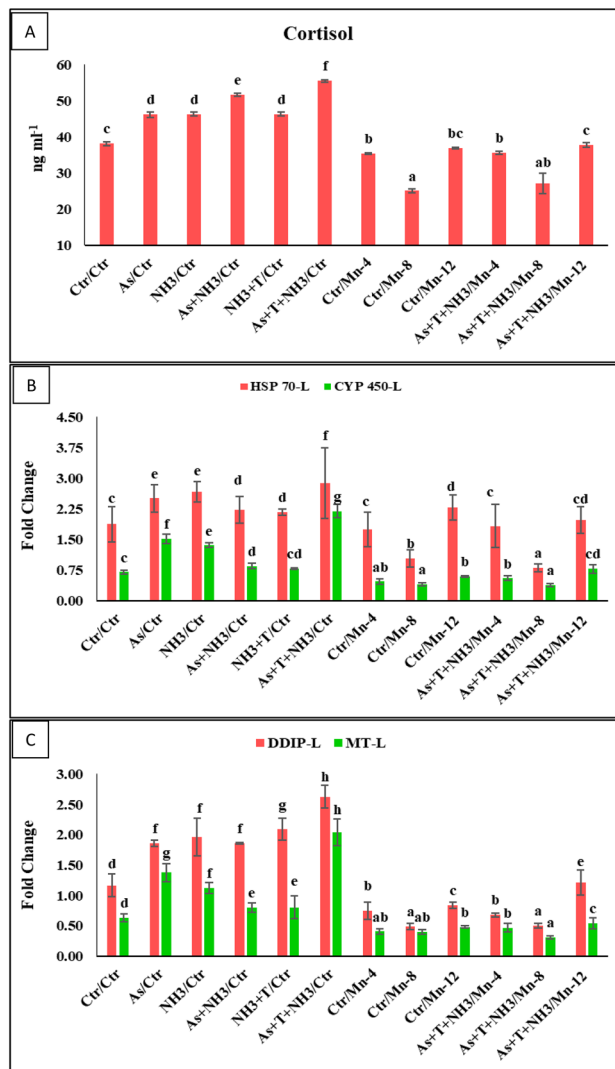 A
Cortisol
ng ml-1
60
50
40
30
20
10
c
d
d
e
d
f
b
a
bc
b
ab
c
Ctr/Ctr
As/Ctr
NH3/Ctr
As+NH3/Ctr
NH3+T/Ctr
As+T+NH3/Ctr
Ctr/Mn-4
Ctr/Mn-8
Ctr/Mn-12
As+T+NH3/Mn-4
As+T+NH3/Mn-8
As+T+NH3/Mn-12
B
HSP 70-L CYP 450-L
Fold Change
4.50
3.75
3.00
2.25
1.50
0.75
0.00
c c
e f
e e
d d
d cd
f g
c ab
b a
d b
c b
a a
cd cd
Ctr/Ctr
As/Ctr
NH3/Ctr
As+NH3/Ctr
NH3+T/Ctr
As+T+NH3/Ctr
Ctr/Mn-4
Ctr/Mn-8
Ctr/Mn-12
As+T+NH3/Mn-4
As+T+NH3/Mn-8
As+T+NH3/Mn-12
C
DDIP-L MT-L
Fold Change
3.00
2.50
2.00
1.50
1.00
0.50
0.00
d d
f g
f f
f e
g e
h h
b ab
a ab
c b
b b
a a
e c
Ctr/Ctr
As/Ctr
NH3/Ctr
As+NH3/Ctr
NH3+T/Ctr
As+T+NH3/Ctr
Ctr/Mn-4
Ctr/Mn-8
Ctr/Mn-12
As+T+NH3/Mn-4
As+T+NH3/Mn-8
As+T+NH3/Mn-12